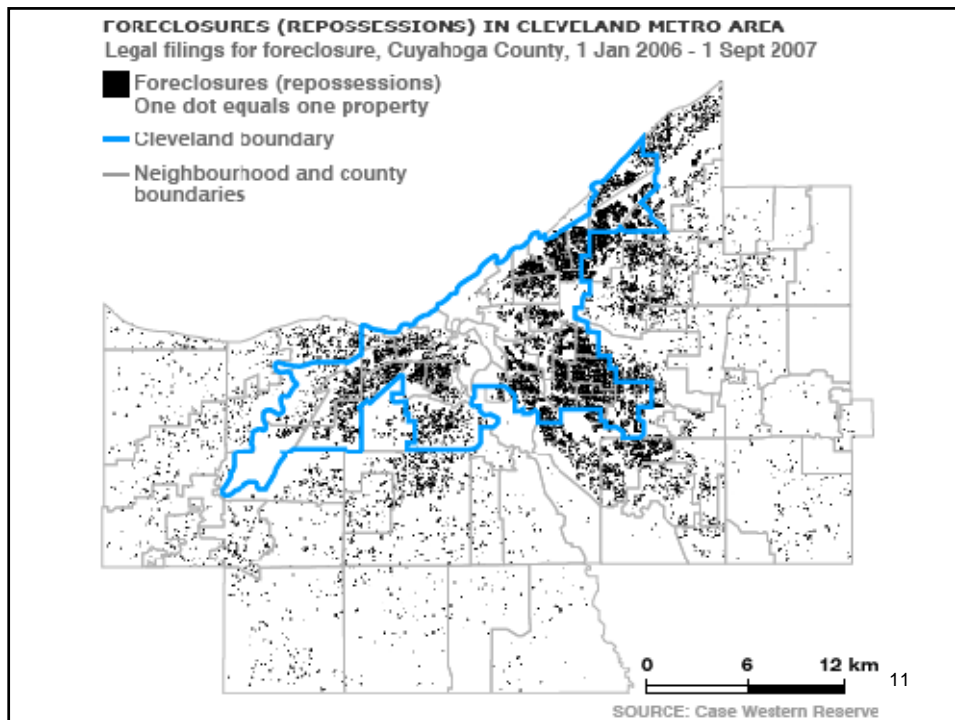 FORECLOSURES (REPOSSESSIONS) IN CLEVELAND METRO AREA
Legal filings for foreclosure, Cuyahoga County, 1 Jan 2006 - 1 Sept 2007
Foreclosures (repossessions)
One dot equals one property
Cleveland boundary
Neighbourhood and county
boundaries
0 6 12 km
11
SOURCE: Case Western Reserve